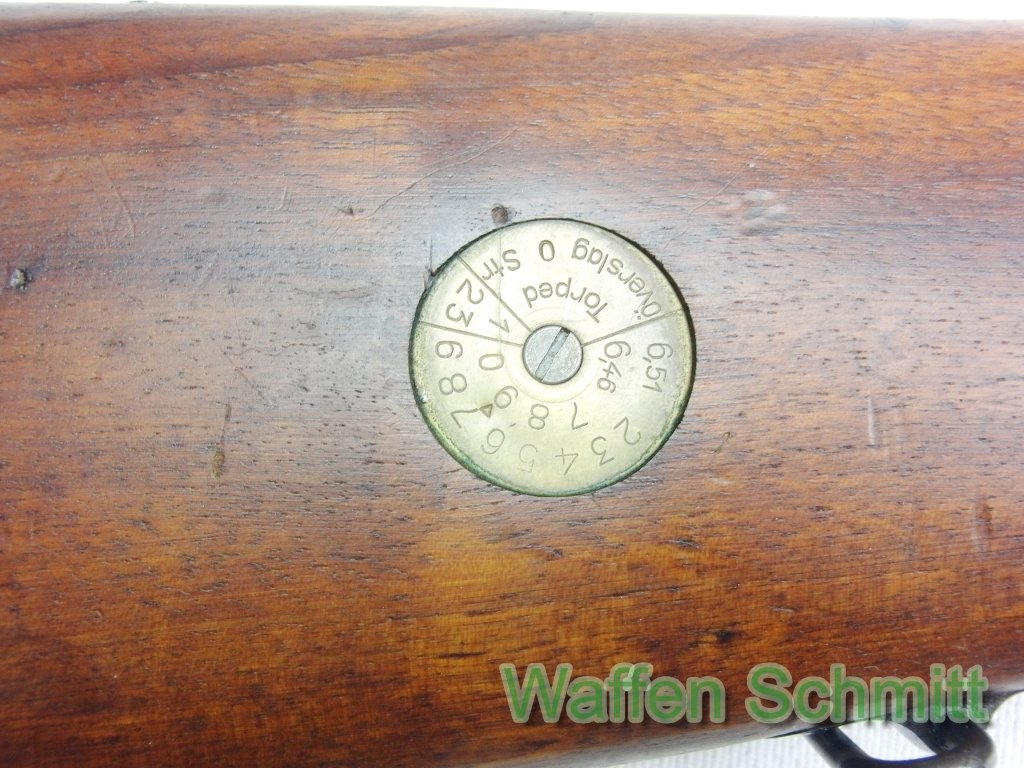 Torped
överslag 0 Str
1
2 3
6,46 7 8 9 0
6,51 2 3 4 5 6 7 8 9
Waffen Schmitt